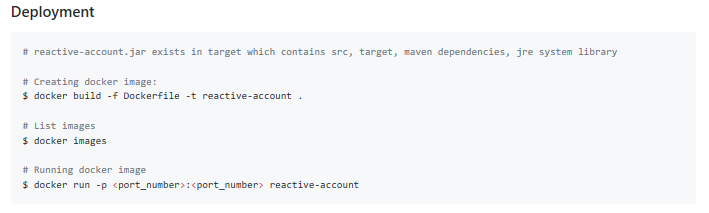 Deployment
# reactive-account.jar exists in target which contains src, target, maven dependencies, jre system library
# Creating docker image:
$ docker build -f Dockerfile -t reactive-account .
# List images
$ docker images
# Running docker image
$ docker run -p <port_number>:<port_number> reactive-account